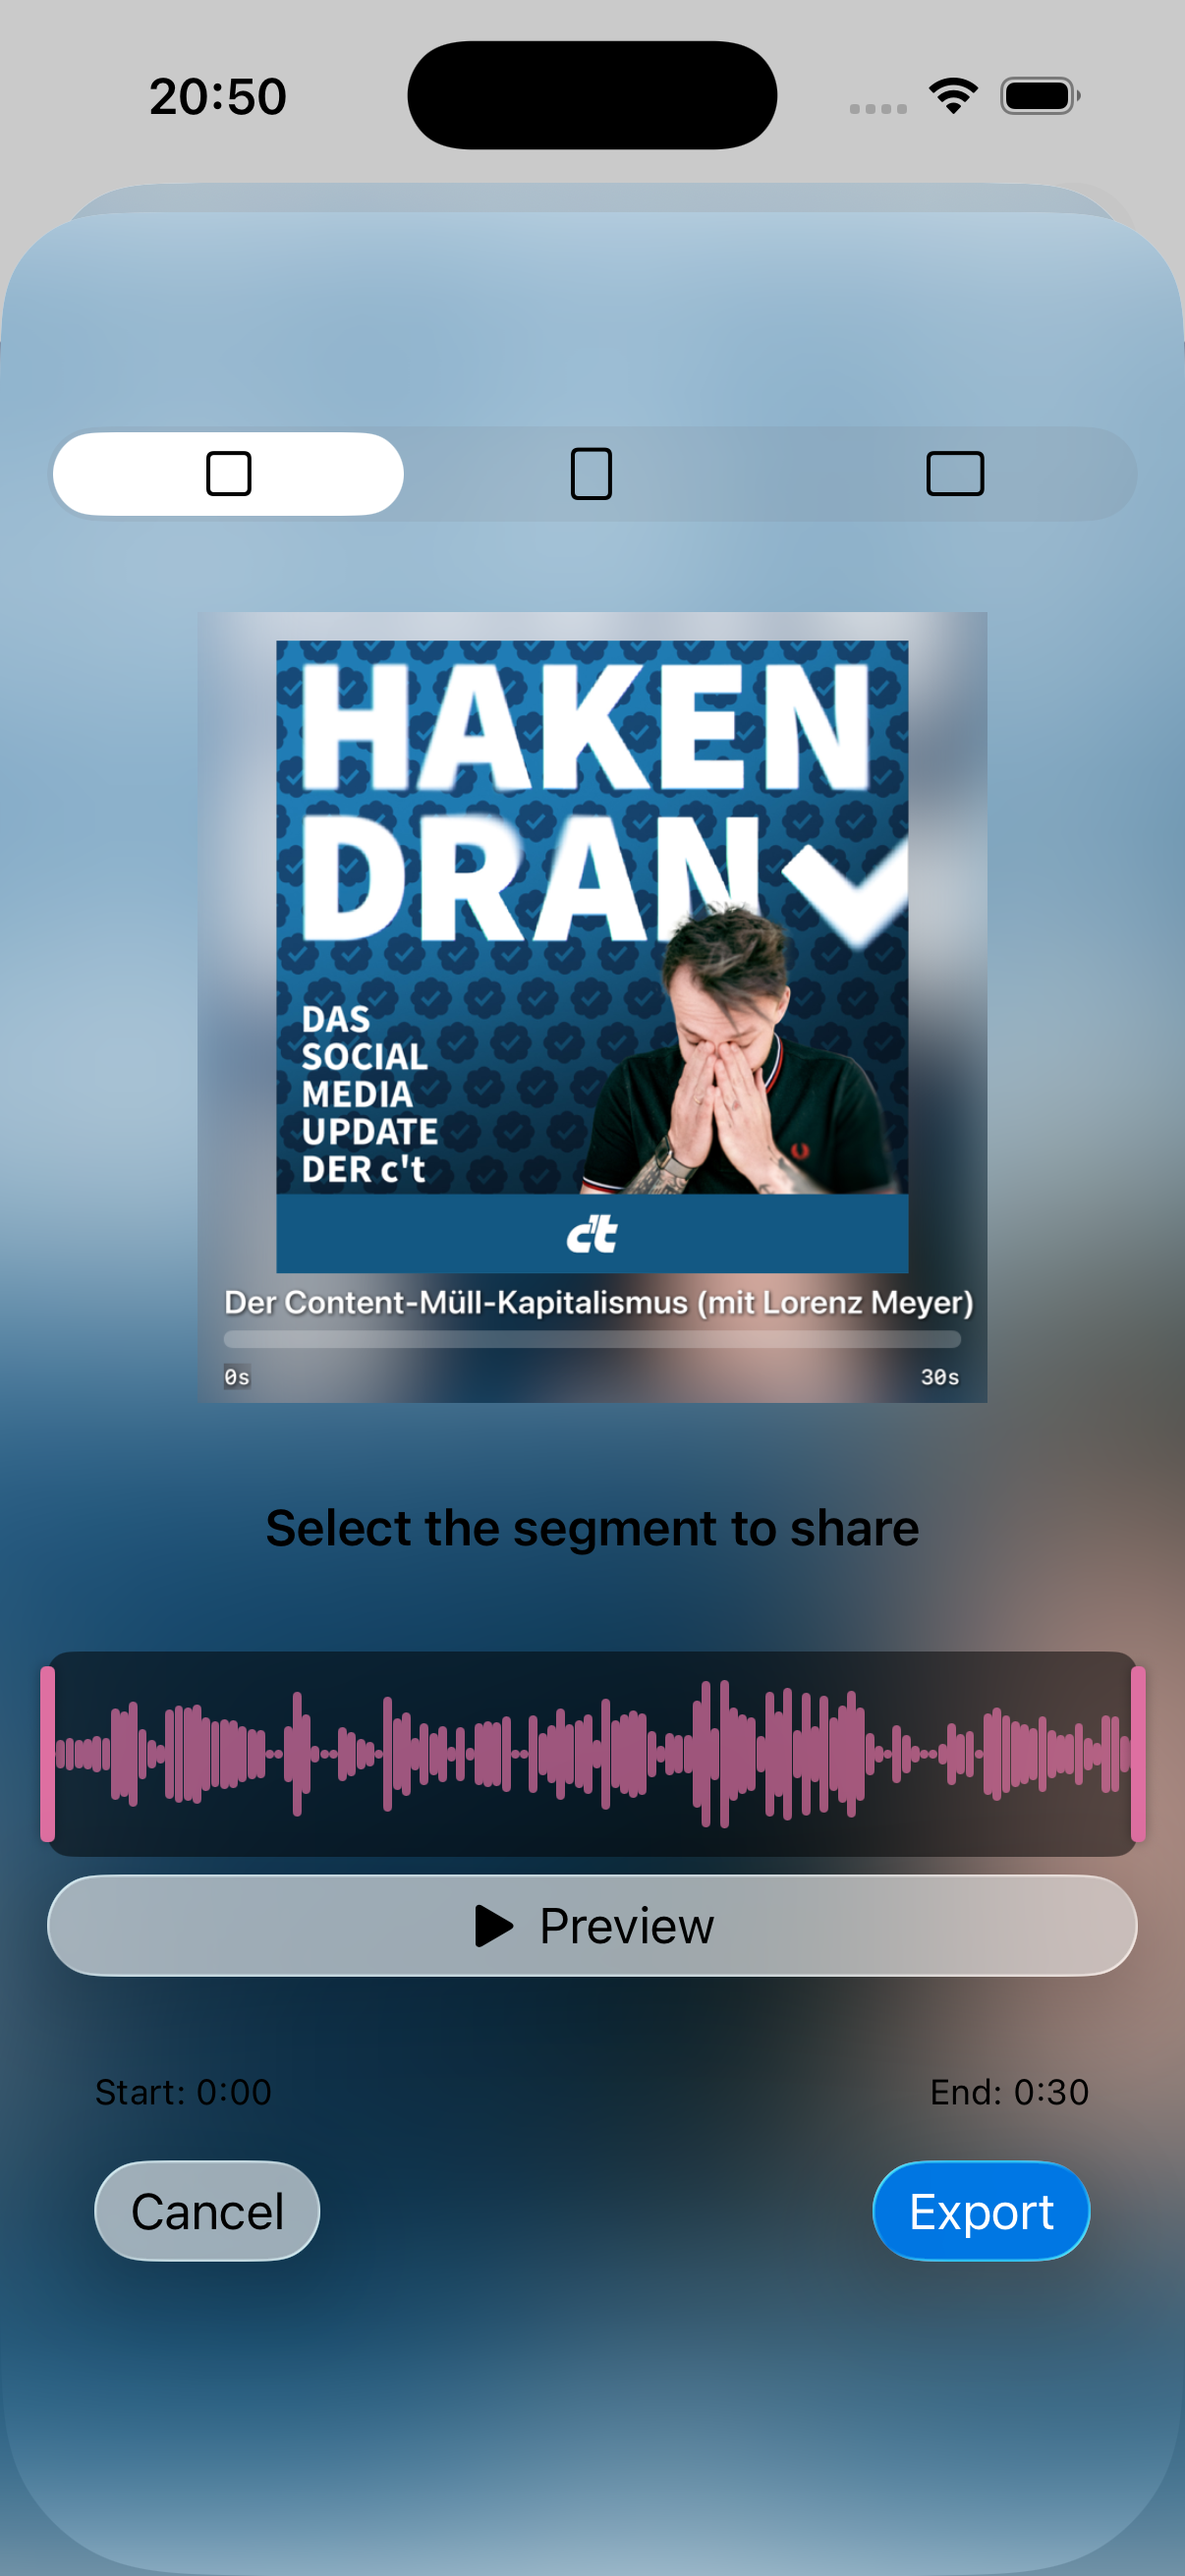 20:50
HAKEN
DRAN
DAS
SOCIAL
MEDIA
UPDATE
DER c't
c't
Der Content-Müll-Kapitalismus (mit Lorenz Meyer)
0s
30s
Select the segment to share
Preview
Start: 0:00
End: 0:30
Cancel
Export